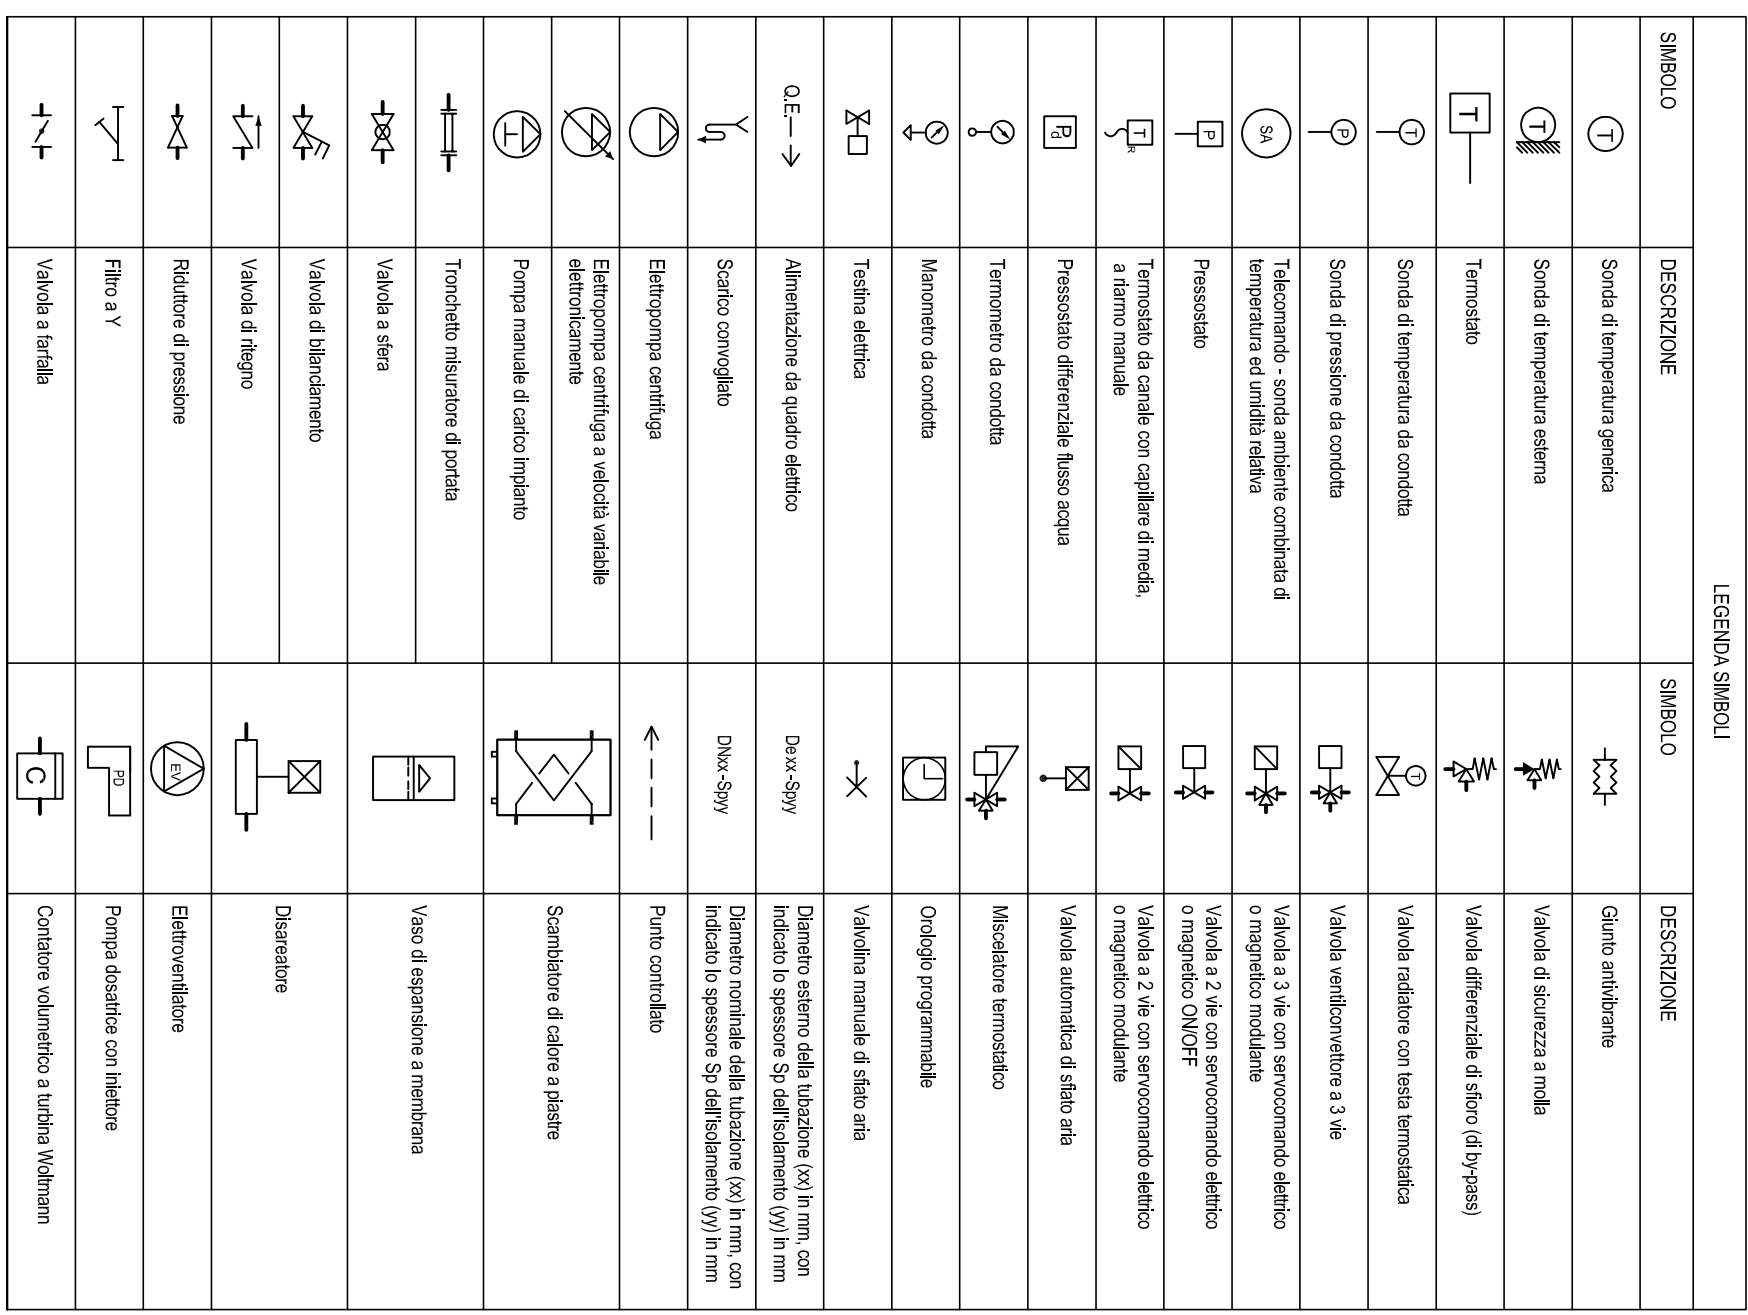 LEGENDA SIMBOLI
SIMBOLO
DESCRIZIONE
SIMBOLO
DESCRIZIONE
T
Sonda di temperatura generica
Giunto antivibrante
T
Sonda di temperatura esterna
Valvola di sicurezza a molla
T
Termostato
Valvola differenziale di sfioro (di by-pass)
T
Sonda di temperatura da condotta
T
Valvola radiatore con testa termostatica
P
Sonda di pressione da condotta
Valvola ventilconvettore a 3 vie
SA
Telecomando - sonda ambiente combinata di
temperatura ed umidità relativa
Valvola a 3 vie con servocomando elettrico
o magnetico modulante
P
Pressostato
Valvola a 2 vie con servocomando elettrico
o magnetico ON/OFF
T
R
Termostato da canale con capillare di media,
a riarmo manuale
Valvola a 2 vie con servocomando elettrico
o magnetico modulante
Pd
Pressostato differenziale flusso acqua
Valvola automatica di sfiato aria
Termometro da condotta
Miscelatore termostatico
Manometro da condotta
Orologio programmabile
Testina elettrica
Valvolina manuale di sfiato aria
Q.E.
Alimentazione da quadro elettrico
Dexx-Spyy
Diametro esterno della tubazione (xx) in mm, con
indicato lo spessore Sp dell'isolamento (yy) in mm
Scarico convogliato
DNxx-Spyy
Diametro nominale della tubazione (xx) in mm, con
indicato lo spessore Sp dell'isolamento (yy) in mm
Elettropompa centrifuga
Punto controllato
Elettropompa centrifuga a velocità variabile
elettronicamente
Scambiatore di calore a piastre
Pompa manuale di carico impianto
Tronchetto misuratore di portata
Vaso di espansione a membrana
Valvola a sfera
Valvola di bilanciamento
Disareatore
Valvola di ritegno
Riduttore di pressione
EV
Elettroventilatore
Filtro a Y
PD
Pompa dosatrice con iniettore
Valvola a farfalla
C
Contatore volumetrico a turbina Woltmann